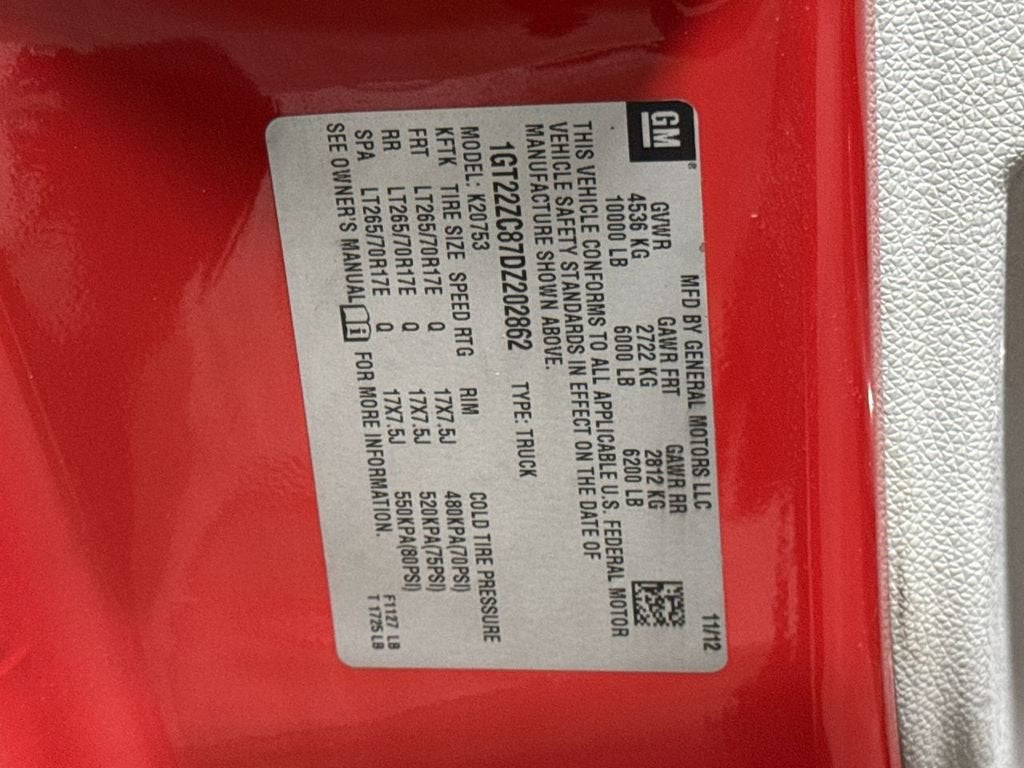 GM®
MFD BY GENERAL MOTORS LLC 11/12
GVWR GAWR FRT GAWR RR
4536 KG 2722 KG 2812 KG
10000 LB 6000 LB 6200 LB
THIS VEHICLE CONFORMS TO ALL APPLICABLE U.S. FEDERAL MOTOR
VEHICLE SAFETY STANDARDS IN EFFECT ON THE DATE OF
MANUFACTURE SHOWN ABOVE.
1GT22ZC87DZ202862 TYPE: TRUCK
MODEL: K20753
KFTK TIRE SIZE SPEED RTG RIM COLD TIRE PRESSURE
FRT LT265/70R17E Q 17X7.5J 480KPA(70PSI)
RR LT265/70R17E Q 17X7.5J 520KPA(75PSI)
SPA LT265/70R17E Q 17X7.5J 550KPA(80PSI)
SEE OWNER'S MANUAL i FOR MORE INFORMATION.
F1127 LB
T 1725 LB